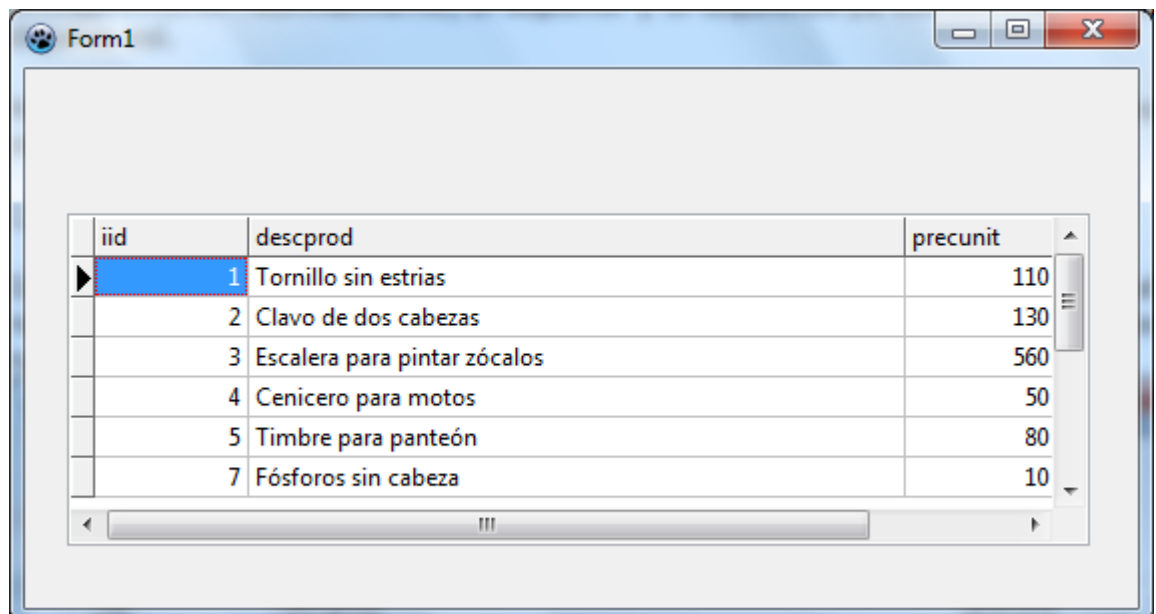 Form1
iid descprod precunit
1 Tornillo sin estrias 110
2 Clavo de dos cabezas 130
3 Escalera para pintar zócalos 560
4 Cenicero para motos 50
5 Timbre para panteón 80
7 Fósforos sin cabeza 10